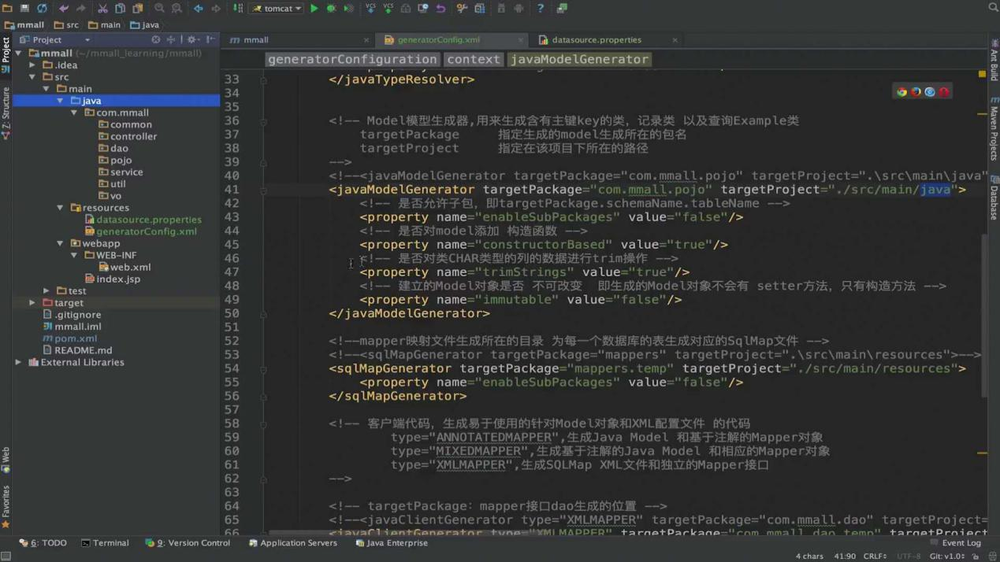 tomcat
mmall
src
main
java
Project
mmall
generatorConfig.xml
datasource.properties
generatorConfiguration
context
javaModelGenerator
mmall (~/mmall_learning/mmall)
.idea
src
main
java
com.mmall
common
controller
dao
pojo
service
util
vo
resources
datasource.properties
generatorConfig.xml
webapp
WEB-INF
web.xml
index.jsp
test
target
.gitignore
mmall.iml
pom.xml
README.md
External Libraries
Project
Z: Structure
Web
Favorites
33 </javaTypeResolver>
34
35
36 <!-- Model模型生成器,用来生成含有主键key的类，记录类 以及查询Example类
37 targetPackage 指定生成的model生成所在的包名
38 targetProject 指定在该项目下所在的路径
39 -->
40 <!--<javaModelGenerator targetPackage="com.mmall.pojo" targetProject=".\src\main\java"
41 <javaModelGenerator targetPackage="com.mmall.pojo" targetProject="./src/main/java">
42 <!-- 是否允许子包，即targetPackage.schemaName.tableName -->
43 <property name="enableSubPackages" value="false"/>
44 <!-- 是否对model添加 构造函数 -->
45 <property name="constructorBased" value="true"/>
46 <!-- 是否对类CHAR类型的列的数据进行trim操作 -->
47 <property name="trimStrings" value="true"/>
48 <!-- 建立的Model对象是否 不可改变 即生成的Model对象不会有 setter方法，只有构造方法 -->
49 <property name="immutable" value="false"/>
50 </javaModelGenerator>
51
52 <!--mapper映射文件生成所在的目录 为每一个数据库的表生成对应的SqlMap文件 -->
53 <!--<sqlMapGenerator targetPackage="mappers" targetProject=".\src\main\resources">-->
54 <sqlMapGenerator targetPackage="mappers.temp" targetProject="./src/main/resources">
55 <property name="enableSubPackages" value="false"/>
56 </sqlMapGenerator>
57
58 <!-- 客户端代码，生成易于使用的针对Model对象和XML配置文件 的代码
59 type="ANNOTATEDMAPPER",生成Java Model 和基于注解的Mapper对象
60 type="MIXEDMAPPER",生成基于注解的Java Model 和相应的Mapper对象
61 type="XMLMAPPER",生成SQLMap XML文件和独立的Mapper接口
62 -->
63
64 <!-- targetPackage：mapper接口dao生成的位置 -->
65 <!--<javaClientGenerator type="XMLMAPPER" targetPackage="com.mmall.dao" targetProject=
66 <javaClientGenerator type="XMLMAPPER" targetPackage="com.mmall.dao.temp" targetProject=
Ant Build
Maven Projects
Database
6: TODO
Terminal
9: Version Control
Application Servers
Java Enterprise
Event Log
4 chars
41:90
CRLF
UTF-8
Git: v1.0